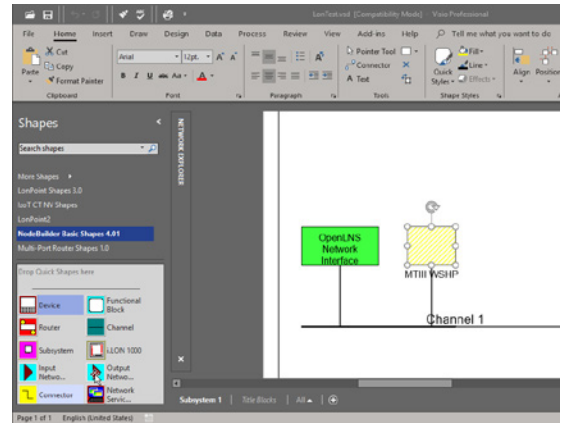 LonTest.vsd [Compatibility Mode] - Visio Professional
File Home Insert Draw Design Data Process Review View Add-ins Help Tell me what you want to do
Paste
Cut
Copy
Format Painter
Clipboard
Arial 12pt. A A
B I U abc Aa A
Font
Paragraph
Pointer Tool
Connector
A Text
Tools
Quick Styles
Fill
Line
Effects
Shape Styles
Align Position
Shapes
Search shapes
More Shapes
LonPoint Shapes 3.0
IzoT CT NV Shapes
LonPoint2
NodeBuilder Basic Shapes 4.01
Multi-Port Router Shapes 1.0
Drop Quick Shapes here
Device
Functional Block
Router
Channel
Subsystem
i.LON 1000
Input Netwo...
Output Netwo...
Connector
Network Servic...
NETWORK EXPLORER
OpenLNS
Network
Interface
MTIII WSHP
Channel 1
Subsystem 1 Title Blocks All
Page 1 of 1 English (United States)